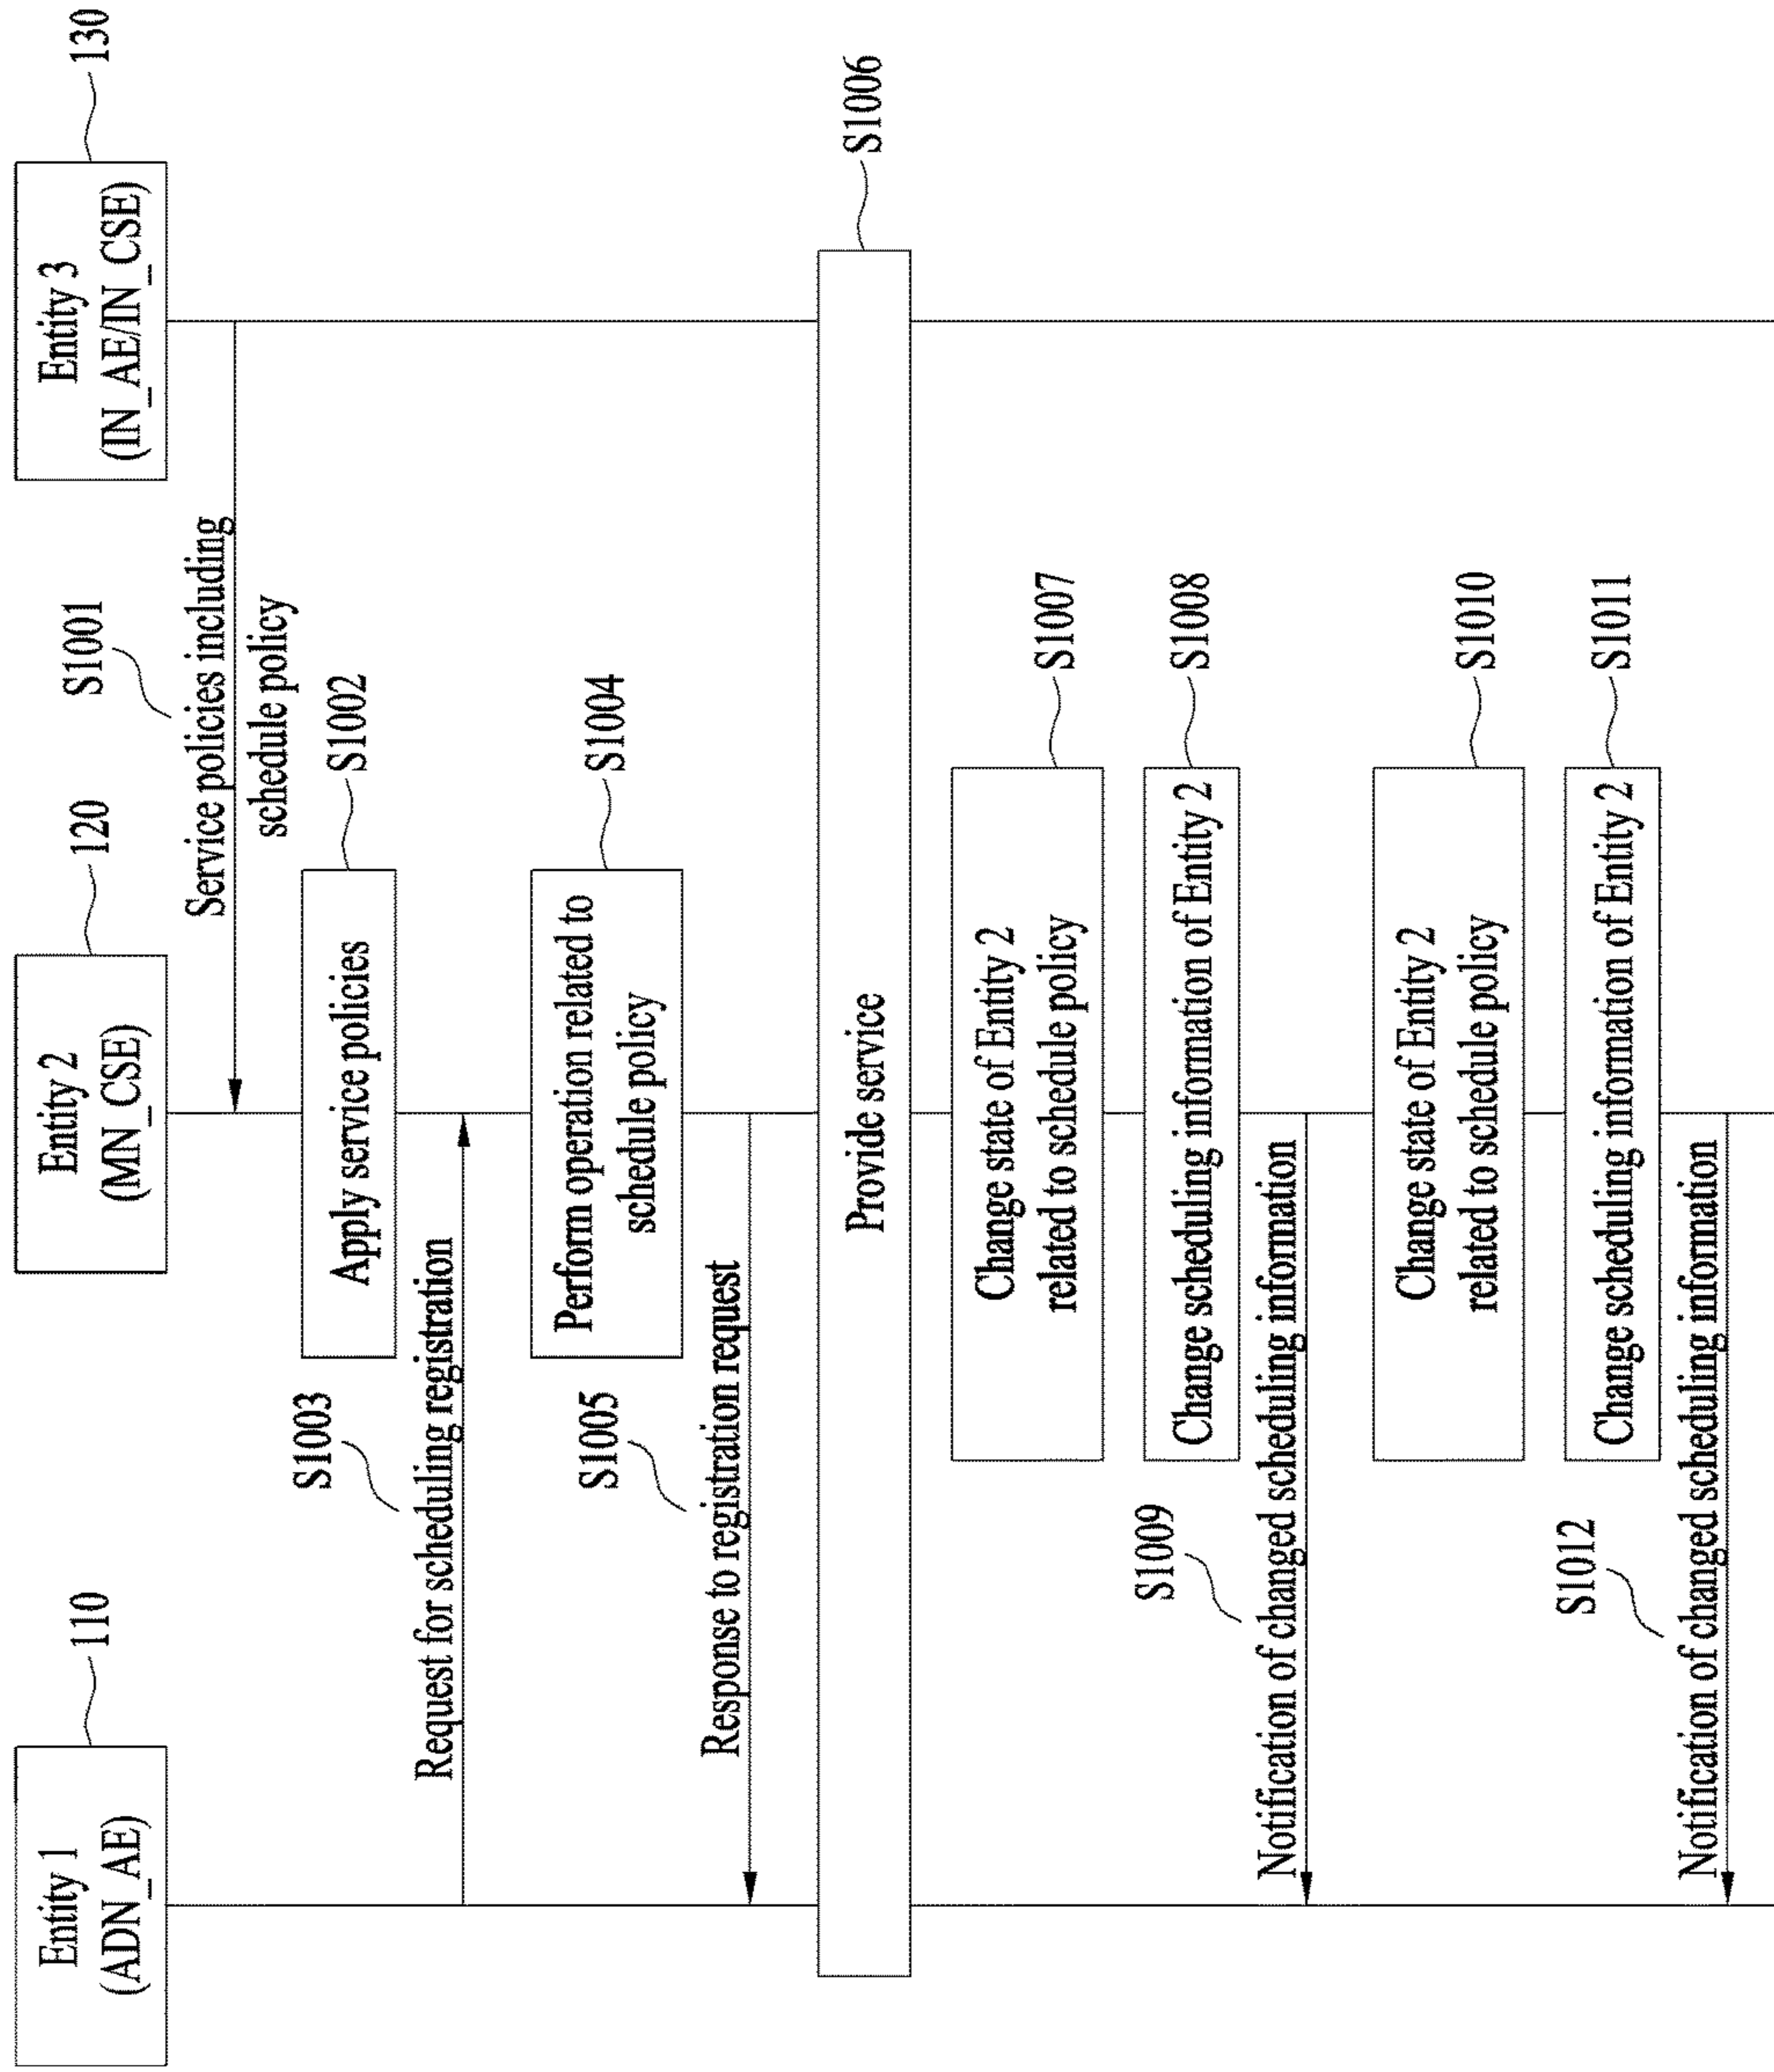 110
Entity 1
(ADN_AE)
120
Entity 2
(MN_CSE)
130
Entity 3
(IN_AE/IN_CSE)
S1001
Service policies including
schedule policy
S1002
Apply service policies
S1003
Request for scheduling registration
S1004
Perform operation related to
schedule policy
S1005
Response to registration request
S1006
Provide service
S1007
Change state of Entity 2
related to schedule policy
S1008
Change scheduling information of Entity 2
S1009
Notification of changed scheduling information
S1010
Change state of Entity 2
related to schedule policy
S1011
Change scheduling information of Entity 2
S1012
Notification of changed scheduling information